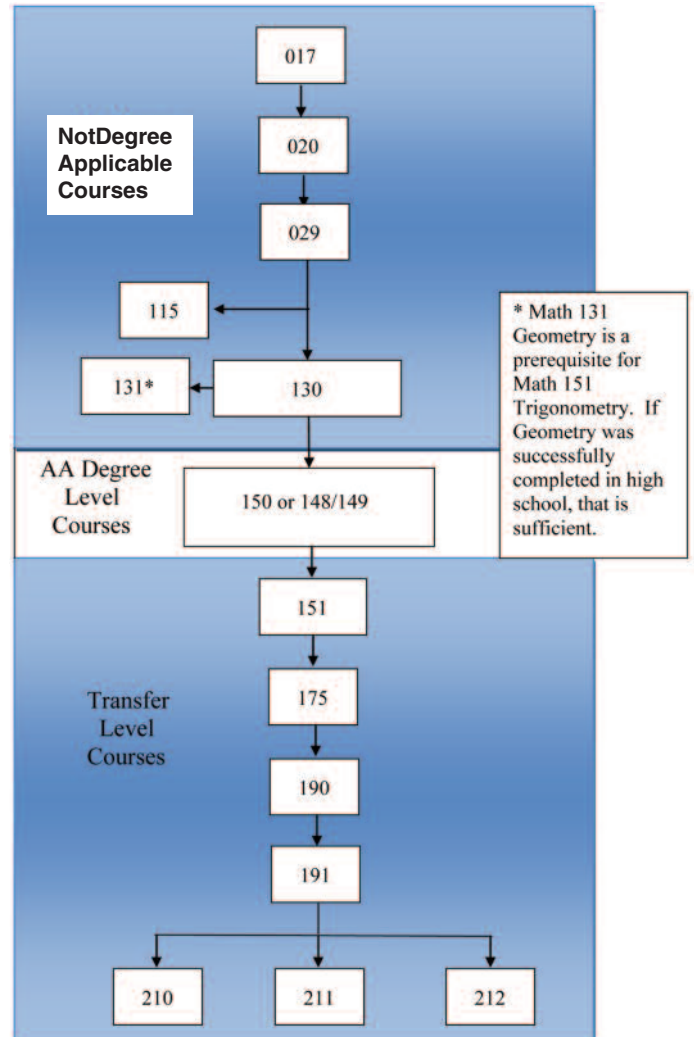 017
NotDegree
Applicable
Courses
020
029
115
131*
130
* Math 131
Geometry is a
prerequisite for
Math 151
Trigonometry. If
Geometry was
successfully
completed in high
school, that is
sufficient.
AA Degree
Level
Courses
150 or 148/149
151
Transfer
Level
Courses
175
190
191
210
211
212